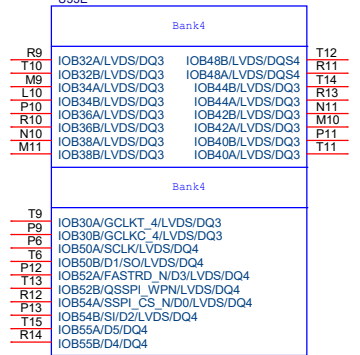 Bank4
R9 IOB32A/LVDS/DQ3 IOB48B/LVDS/DQS4 T12
T10 IOB32B/LVDS/DQ3 IOB48A/LVDS/DQS4 R11
M9 IOB34A/LVDS/DQ3 IOB44B/LVDS/DQ3 T14
L10 IOB34B/LVDS/DQ3 IOB44A/LVDS/DQ3 R13
P10 IOB36A/LVDS/DQ3 IOB42B/LVDS/DQ3 N11
R10 IOB36B/LVDS/DQ3 IOB42A/LVDS/DQ3 M10
N10 IOB38A/LVDS/DQ3 IOB40B/LVDS/DQ3 P11
M11 IOB38B/LVDS/DQ3 IOB40A/LVDS/DQ3 T11
Bank4
T9 IOB30A/GCLKT_4/LVDS/DQ3
P9 IOB30B/GCLKC_4/LVDS/DQ3
P6 IOB50A/SCLK/LVDS/DQ4
T6 IOB50B/D1/SO/LVDS/DQ4
P12 IOB52A/FASTRD_N/D3/LVDS/DQ4
T13 IOB52B/QSSPI_WPN/LVDS/DQ4
R12 IOB54A/SSPI_CS_N/D0/LVDS/DQ4
P13 IOB54B/SI/D2/LVDS/DQ4
T15 IOB55A/D5/DQ4
R14 IOB55B/D4/DQ4